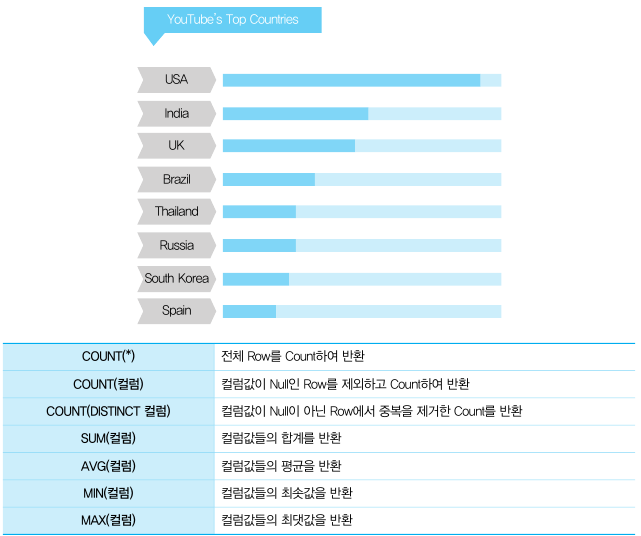 YouTube's Top Countries
USA
India
UK
Brazil
Thailand
Russia
South Korea
Spain
COUNT(*) 전체 Row를 Count하여 반환
COUNT(컬럼) 컬럼값이 Null인 Row를 제외하고 Count하여 반환
COUNT(DISTINCT 컬럼) 컬럼값이 Null이 아닌 Row에서 중복을 제거한 Count를 반환
SUM(컬럼) 컬럼값들의 합계를 반환
AVG(컬럼) 컬럼값들의 평균을 반환
MIN(컬럼) 컬럼값들의 최솟값을 반환
MAX(컬럼) 컬럼값들의 최댓값을 반환